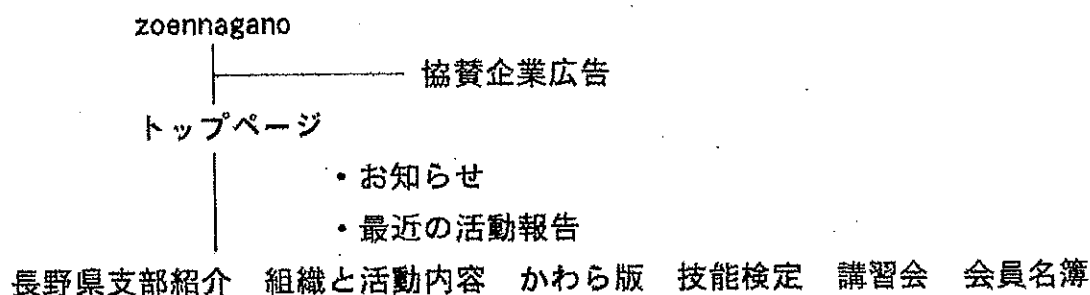 zoennagano
協賛企業広告
トップページ
・お知らせ
・最近の活動報告
長野県支部紹介 組織と活動内容 かわら版 技能検定 講習会 会員名簿